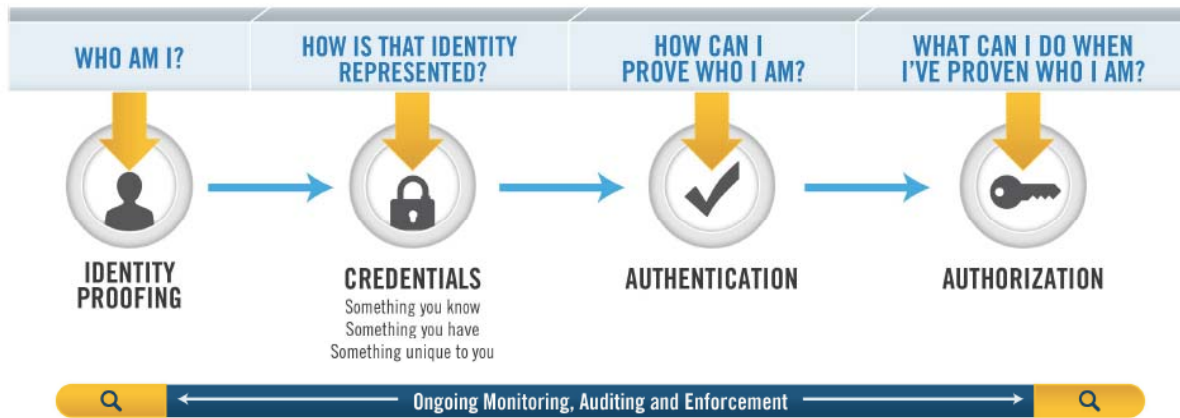 WHO AM I?
HOW IS THAT IDENTITY
REPRESENTED?
HOW CAN I
PROVE WHO I AM?
WHAT CAN I DO WHEN
I'VE PROVEN WHO I AM?
IDENTITY
PROOFING
CREDENTIALS
Something you know
Something you have
Something unique to you
AUTHENTICATION
AUTHORIZATION
Ongoing Monitoring, Auditing and Enforcement